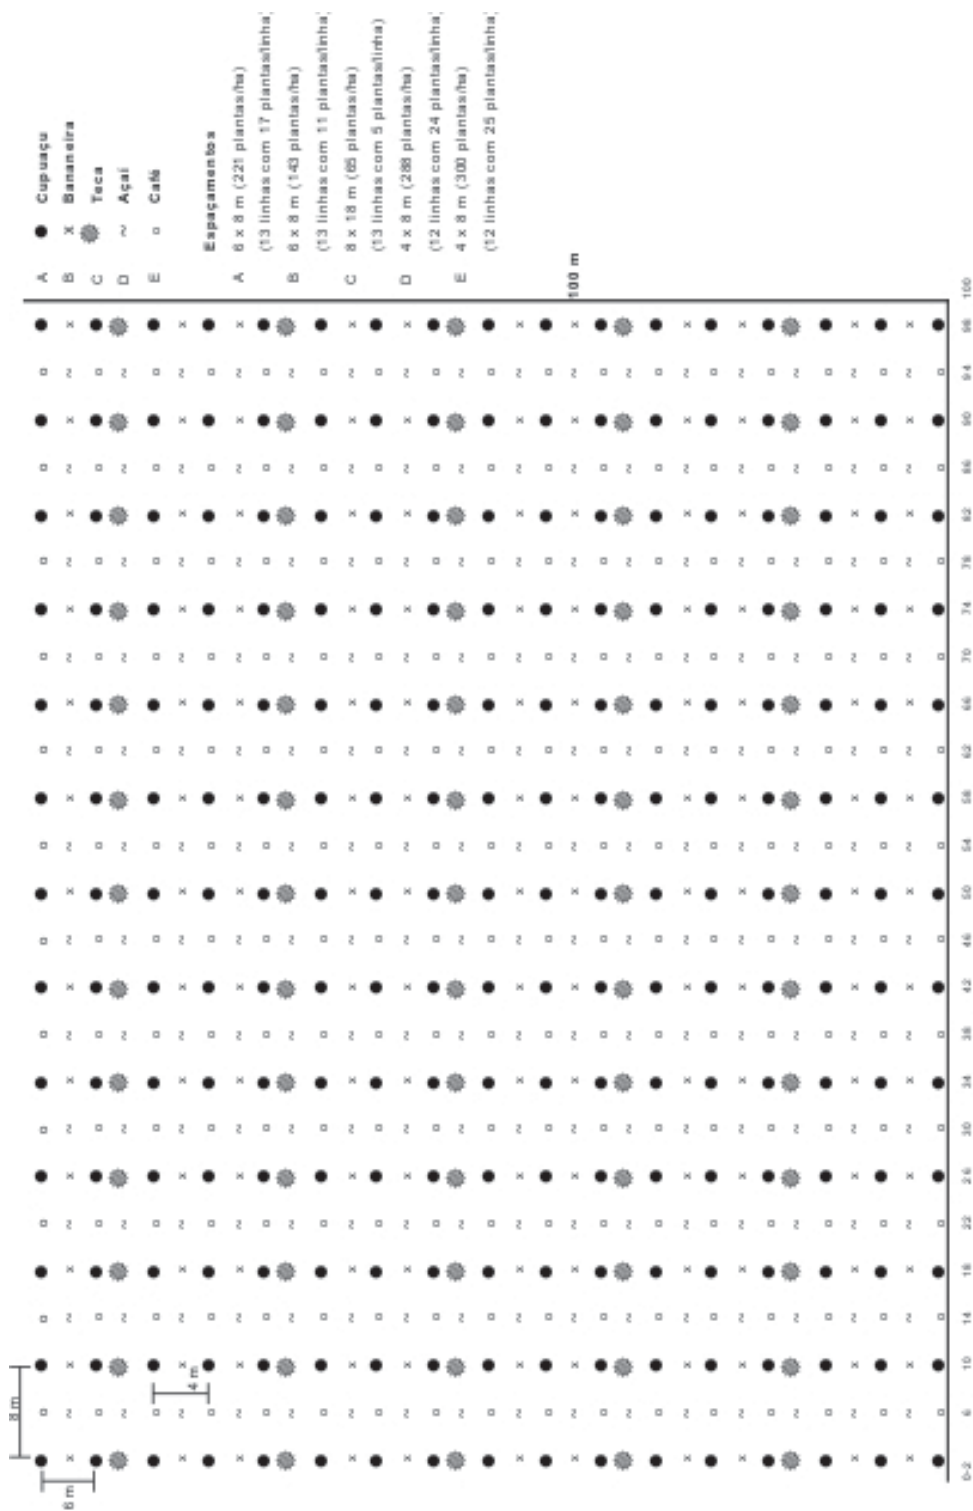 A ● Cupuaçu
B x Bananeira
C Teca
D ~ Açaí
E □ Café
Espaçamentos
A 6 x 8 m (221 plantas/ha)
(13 linhas com 17 plantas/linha)
B 6 x 8 m (143 plantas/ha)
(13 linhas com 11 plantas/linha)
C 8 x 18 m (65 plantas/ha)
(13 linhas com 5 plantas/linha)
D 4 x 8 m (288 plantas/ha)
(12 linhas com 24 plantas/linha)
E 4 x 8 m (300 plantas/ha)
(12 linhas com 25 plantas/linha)
100 m
8 m
6 m
4 m
0-2 6 10 14 18 22 26 30 34 38 42 46 50 54 58 62 66 70 74 78 82 86 90 94 98 100